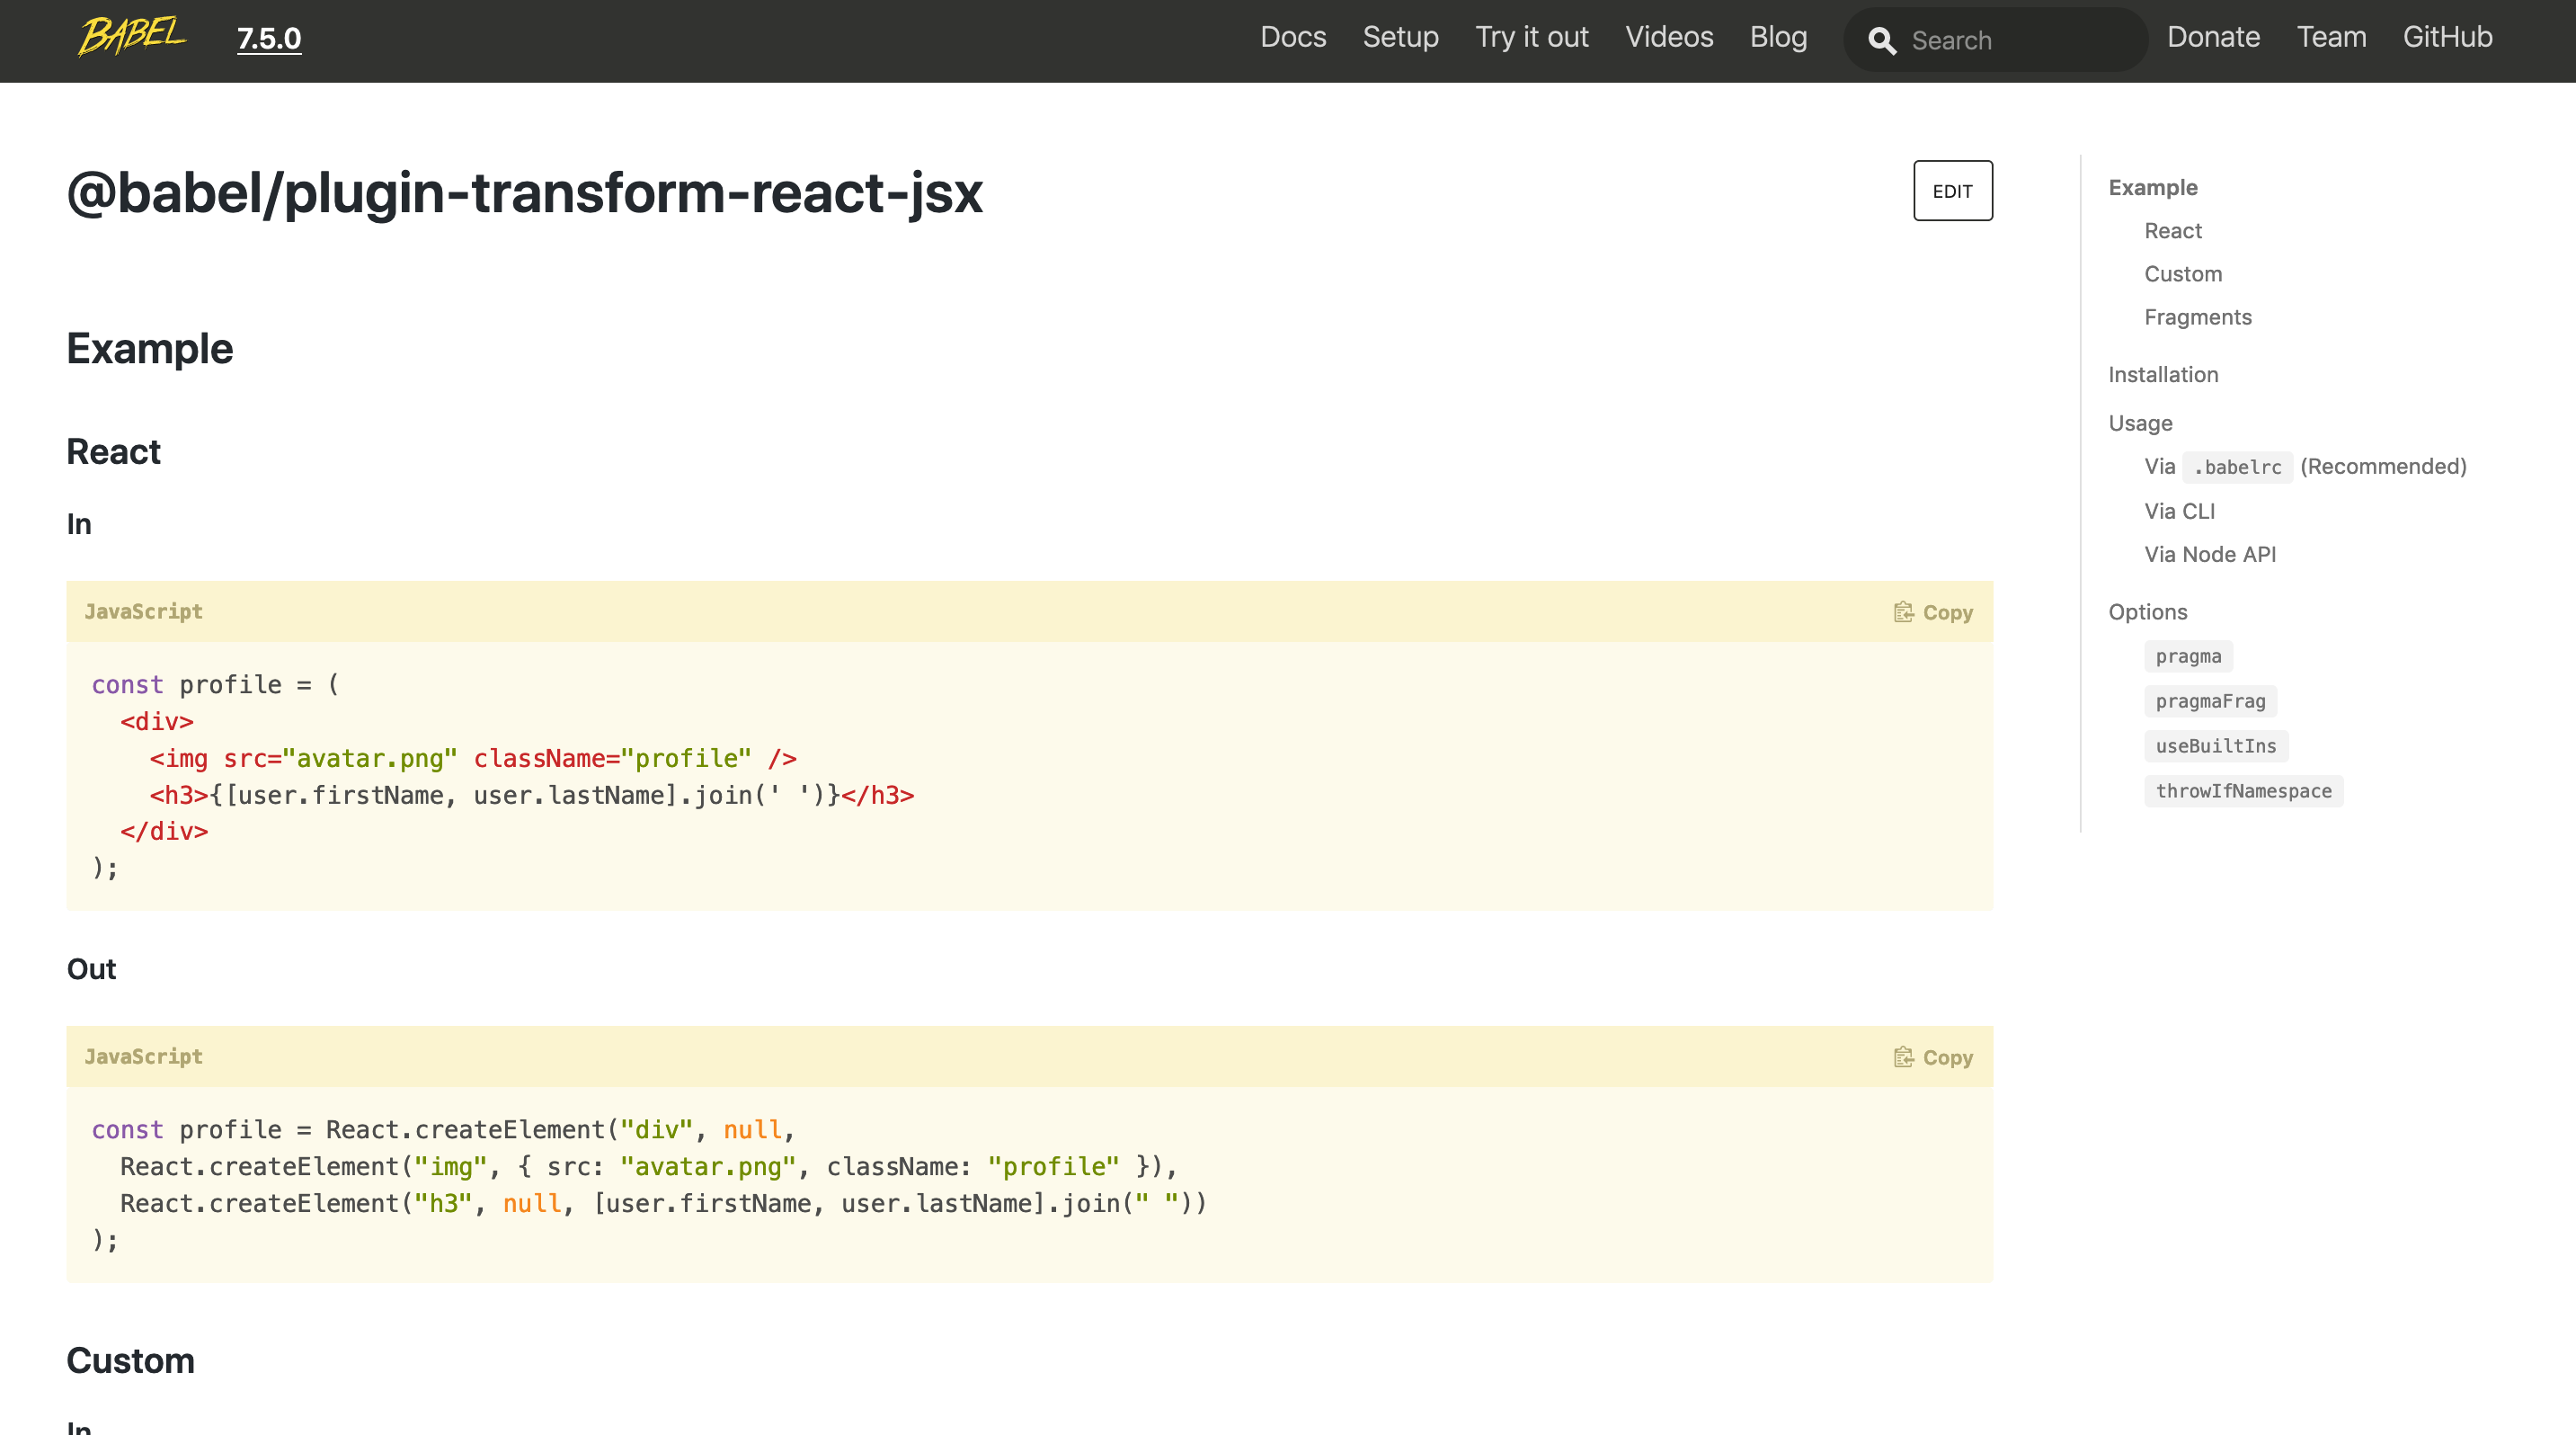 BABEL 7.5.0 Docs Setup Try it out Videos Blog Search Donate Team GitHub
@babel/plugin-transform-react-jsx
EDIT
Example
React
In
JavaScript Copy
const profile = (
  <div>
    <img src="avatar.png" className="profile" />
    <h3>{[user.firstName, user.lastName].join(' ')}</h3>
  </div>
);
Out
JavaScript Copy
const profile = React.createElement("div", null,
  React.createElement("img", { src: "avatar.png", className: "profile" }),
  React.createElement("h3", null, [user.firstName, user.lastName].join(" "))
);
Custom
In
Example
React
Custom
Fragments
Installation
Usage
Via .babelrc (Recommended)
Via CLI
Via Node API
Options
pragma
pragmaFrag
useBuiltIns
throwIfNamespace